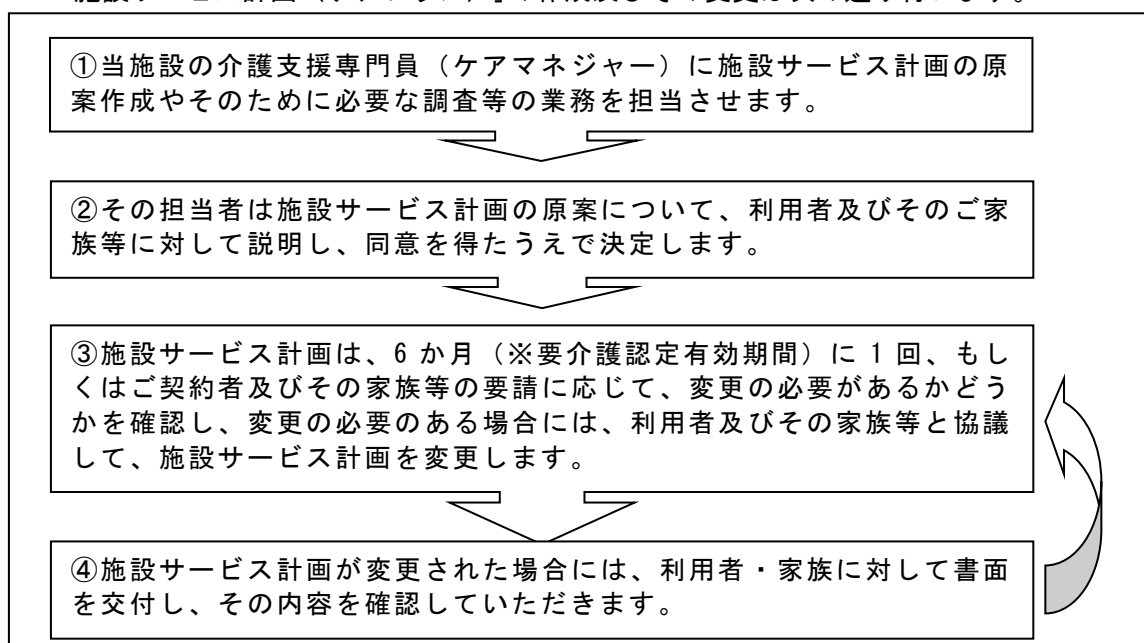 ①当施設の介護支援専門員（ケアマネジャー）に施設サービス計画の原
案作成やそのために必要な調査等の業務を担当させます。
②その担当者は施設サービス計画の原案について、利用者及びそのご家
族等に対して説明し、同意を得たうえで決定します。
③施設サービス計画は、6 か月（※要介護認定有効期間）に 1 回、もし
くはご契約者及びその家族等の要請に応じて、変更の必要があるかどう
かを確認し、変更の必要のある場合には、利用者及びその家族等と協議
して、施設サービス計画を変更します。
④施設サービス計画が変更された場合には、利用者・家族に対して書面
を交付し、その内容を確認していただきます。